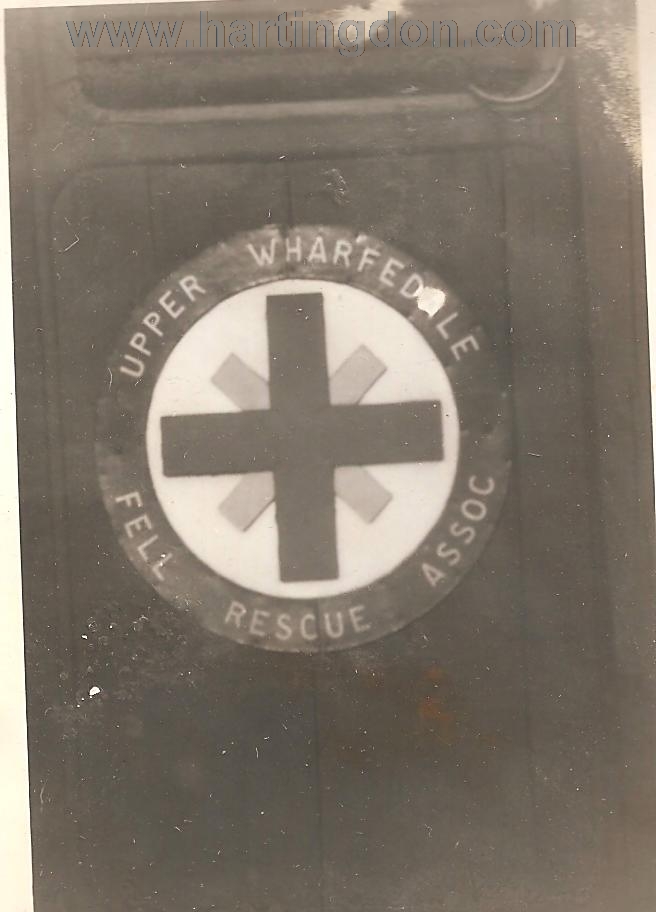 www.hartingdon.com
UPPER WHARFEDALE
FELL RESCUE ASSOC